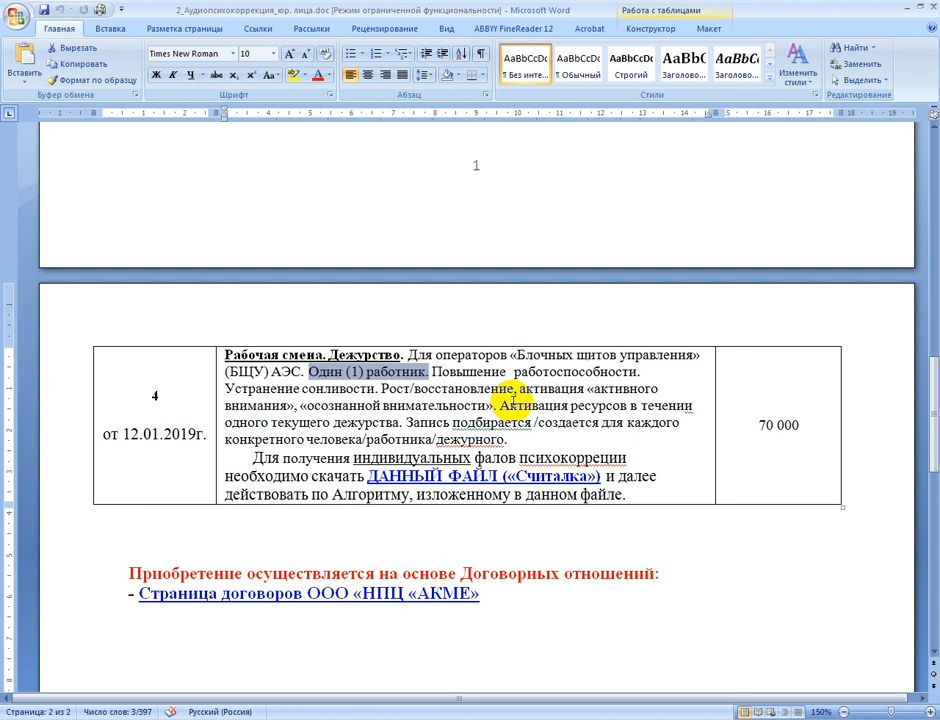 2_Аудиопсихокоррекция_юр. лица.doc [Режим ограниченной функциональности] - Microsoft Word
Работа с таблицами
Главная Вставка Разметка страницы Ссылки Рассылки Рецензирование Вид ABBYY FineReader 12 Acrobat Конструктор Макет
Вставить
Вырезать
Копировать
Формат по образцу
Буфер обмена
Times New Roman 10
Шрифт
Абзац
AaBbCcDc AaBbCcDc AaBbCcDc AaBbC AaBbCc
¶ Без инте... ¶ Обычный Строгий Заголово... Заголово...
Изменить стили
Стили
Найти
Заменить
Выделить
Редактирование
1
4
от 12.01.2019г.
Рабочая смена. Дежурство. Для операторов «Блочных щитов управления»
(БЩУ) АЭС. Один (1) работник. Повышение работоспособности.
Устранение сонливости. Рост/восстановление, активация «активного
внимания», «осознанной внимательности». Активация ресурсов в течении
одного текущего дежурства. Запись подбирается /создается для каждого
конкретного человека/работника/дежурного.
Для получения индивидуальных фалов психокорреции
необходимо скачать ДАННЫЙ ФАЙЛ («Считалка») и далее
действовать по Алгоритму, изложенному в данном файле.
70 000
Приобретение осуществляется на основе Договорных отношений:
- Страница договоров ООО «НПЦ «АКМЕ»
Страница: 2 из 2 Число слов: 3/397 Русский (Россия) 150%